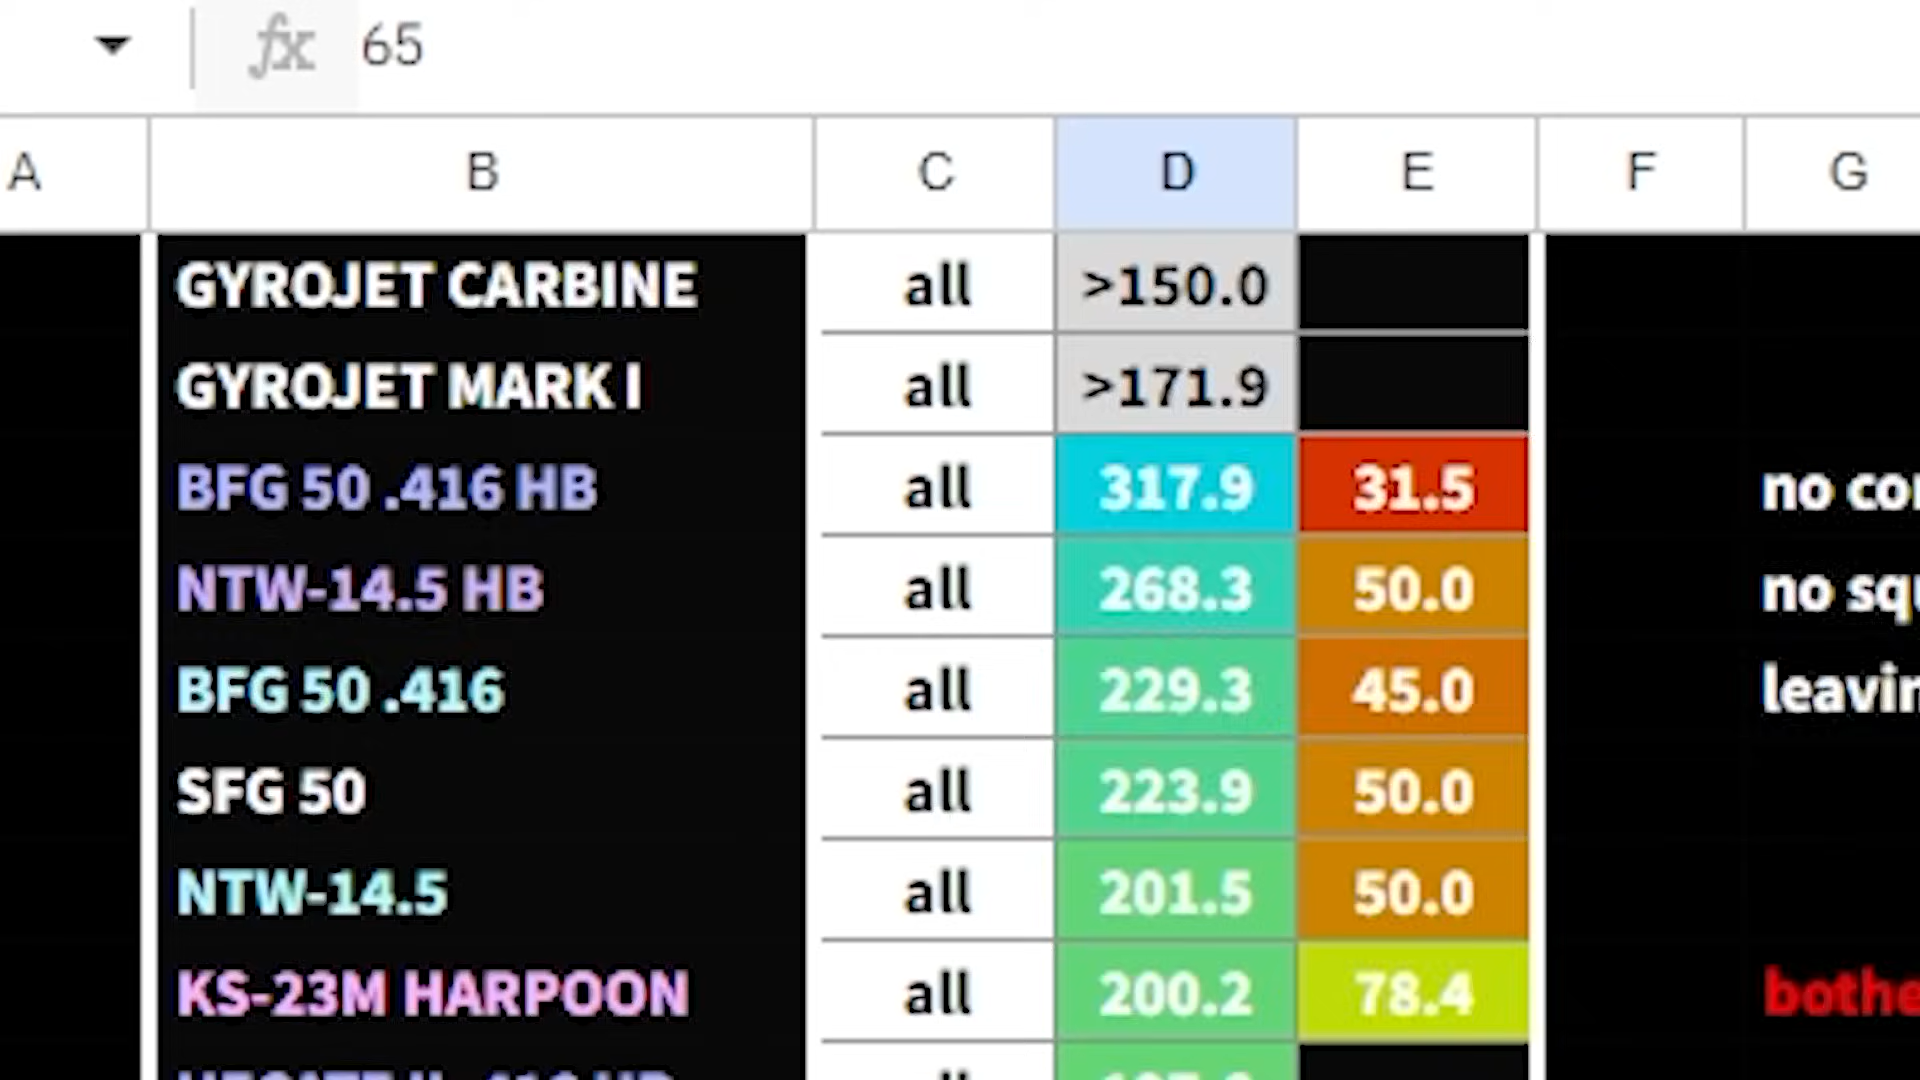 fx 65
A B C D E F G
GYROJET CARBINE all >150.0
GYROJET MARK I all >171.9
BFG 50 .416 HB all 317.9 31.5 no
NTW-14.5 HB all 268.3 50.0 no
BFG 50 .416 all 229.3 45.0
SFG 50 all 223.9 50.0
NTW-14.5 all 201.5 50.0
KS-23M HARPOON all 200.2 78.4